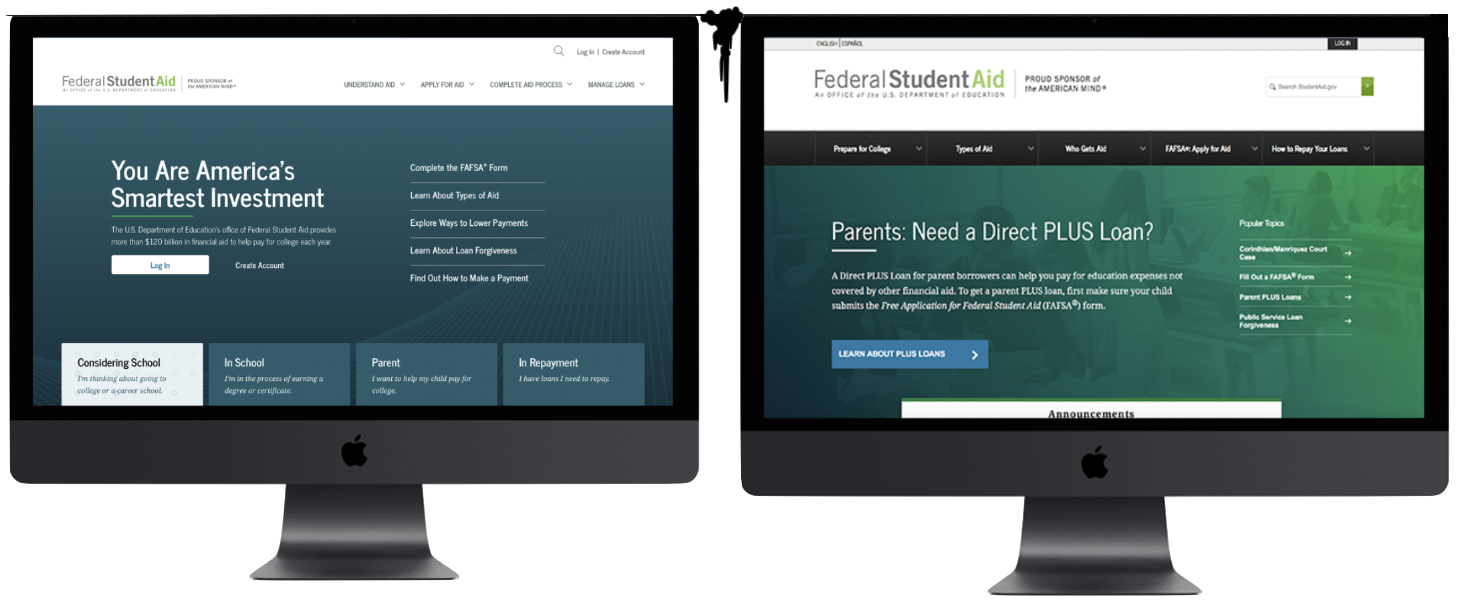 Log In | Create Account
Federal Student Aid
An OFFICE of the U.S. DEPARTMENT of EDUCATION
PROUD SPONSOR of
the AMERICAN MIND®
UNDERSTAND AID
APPLY FOR AID
COMPLETE AID PROCESS
MANAGE LOANS
You Are America's
Smartest Investment
The U.S. Department of Education's office of Federal Student Aid provides
more than $120 billion in financial aid to help pay for college each year.
Log In
Create Account
Complete the FAFSA® Form
Learn About Types of Aid
Explore Ways to Lower Payments
Learn About Loan Forgiveness
Find Out How to Make a Payment
Considering School
I'm thinking about going to
college or a career school.
In School
I'm in the process of earning a
degree or certificate.
Parent
I want to help my child pay for
college.
In Repayment
I have loans I need to repay.
ENGLISH | ESPAÑOL
LOG IN
Federal Student Aid
An OFFICE of the U.S. DEPARTMENT of EDUCATION
PROUD SPONSOR of
the AMERICAN MIND®
Search StudentAid.gov
Prepare for College
Types of Aid
Who Gets Aid
FAFSA®: Apply for Aid
How to Repay Your Loans
Parents: Need a Direct PLUS Loan?
A Direct PLUS Loan for parent borrowers can help you pay for education expenses not
covered by other financial aid. To get a parent PLUS loan, first make sure your child
submits the Free Application for Federal Student Aid (FAFSA®) form.
LEARN ABOUT PLUS LOANS
Popular Topics
Corinthian/Manriquez Court
Case
Fill Out a FAFSA® Form
Parent PLUS Loans
Public Service Loan
Forgiveness
Announcements